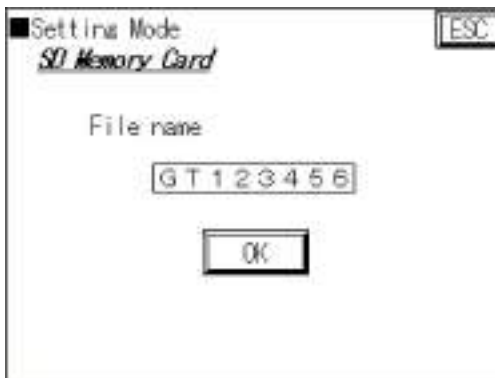 ■Setting Mode
ESC
SD Memory Card
File name
GT123456
OK